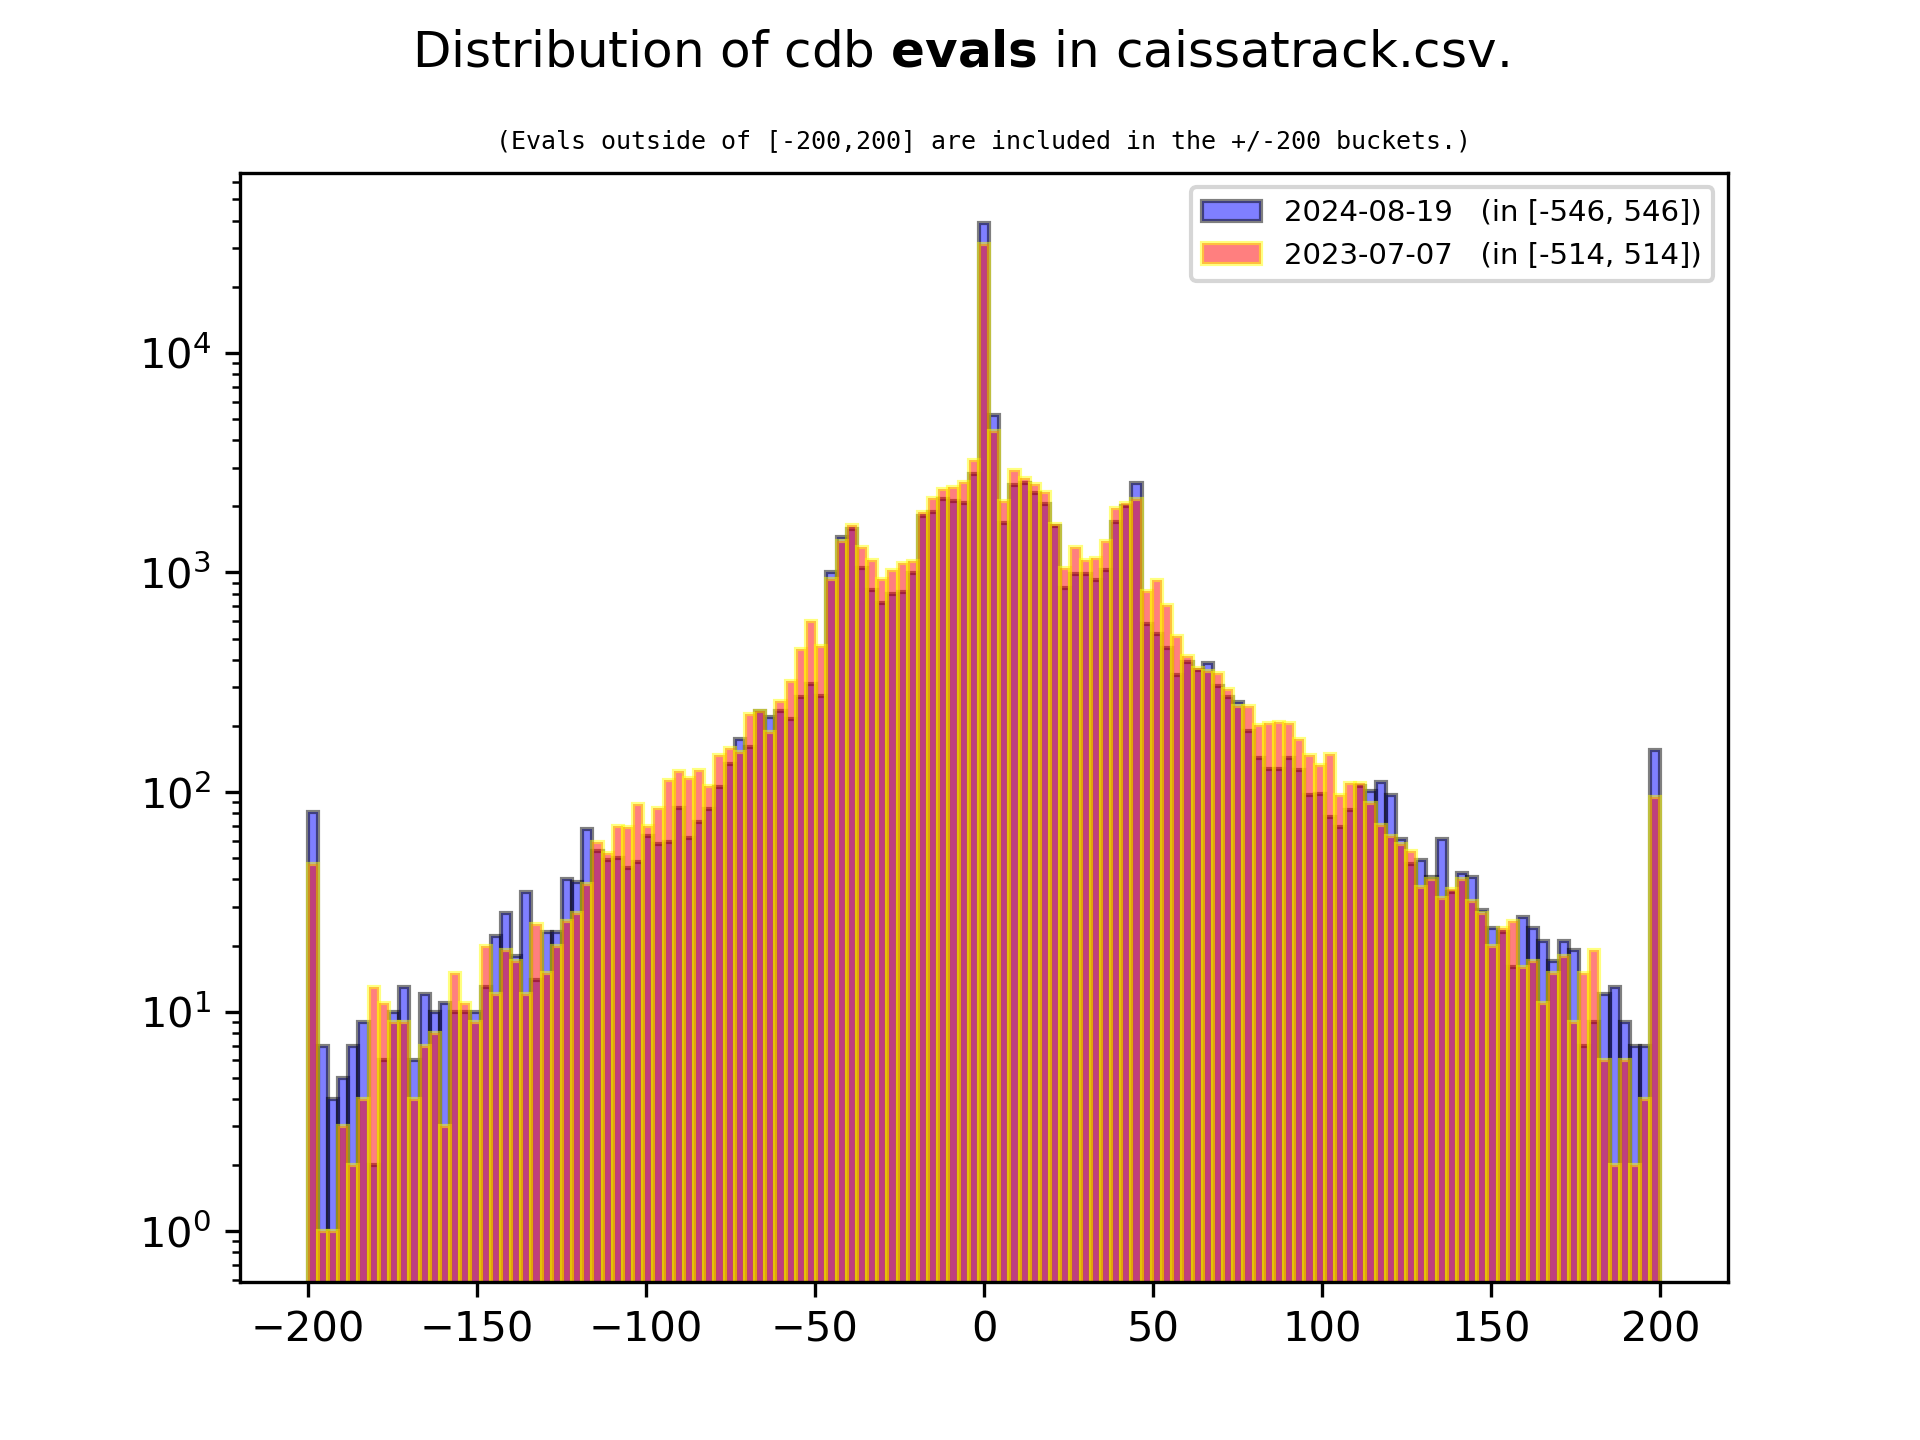 Distribution of cdb evals in caissatrack.csv.
(Evals outside of [-200,200] are included in the +/-200 buckets.)
2024-08-19 (in [-546, 546])
2023-07-07 (in [-514, 514])
10⁴
10³
10²
10¹
10⁰
−200 −150 −100 −50 0 50 100 150 200